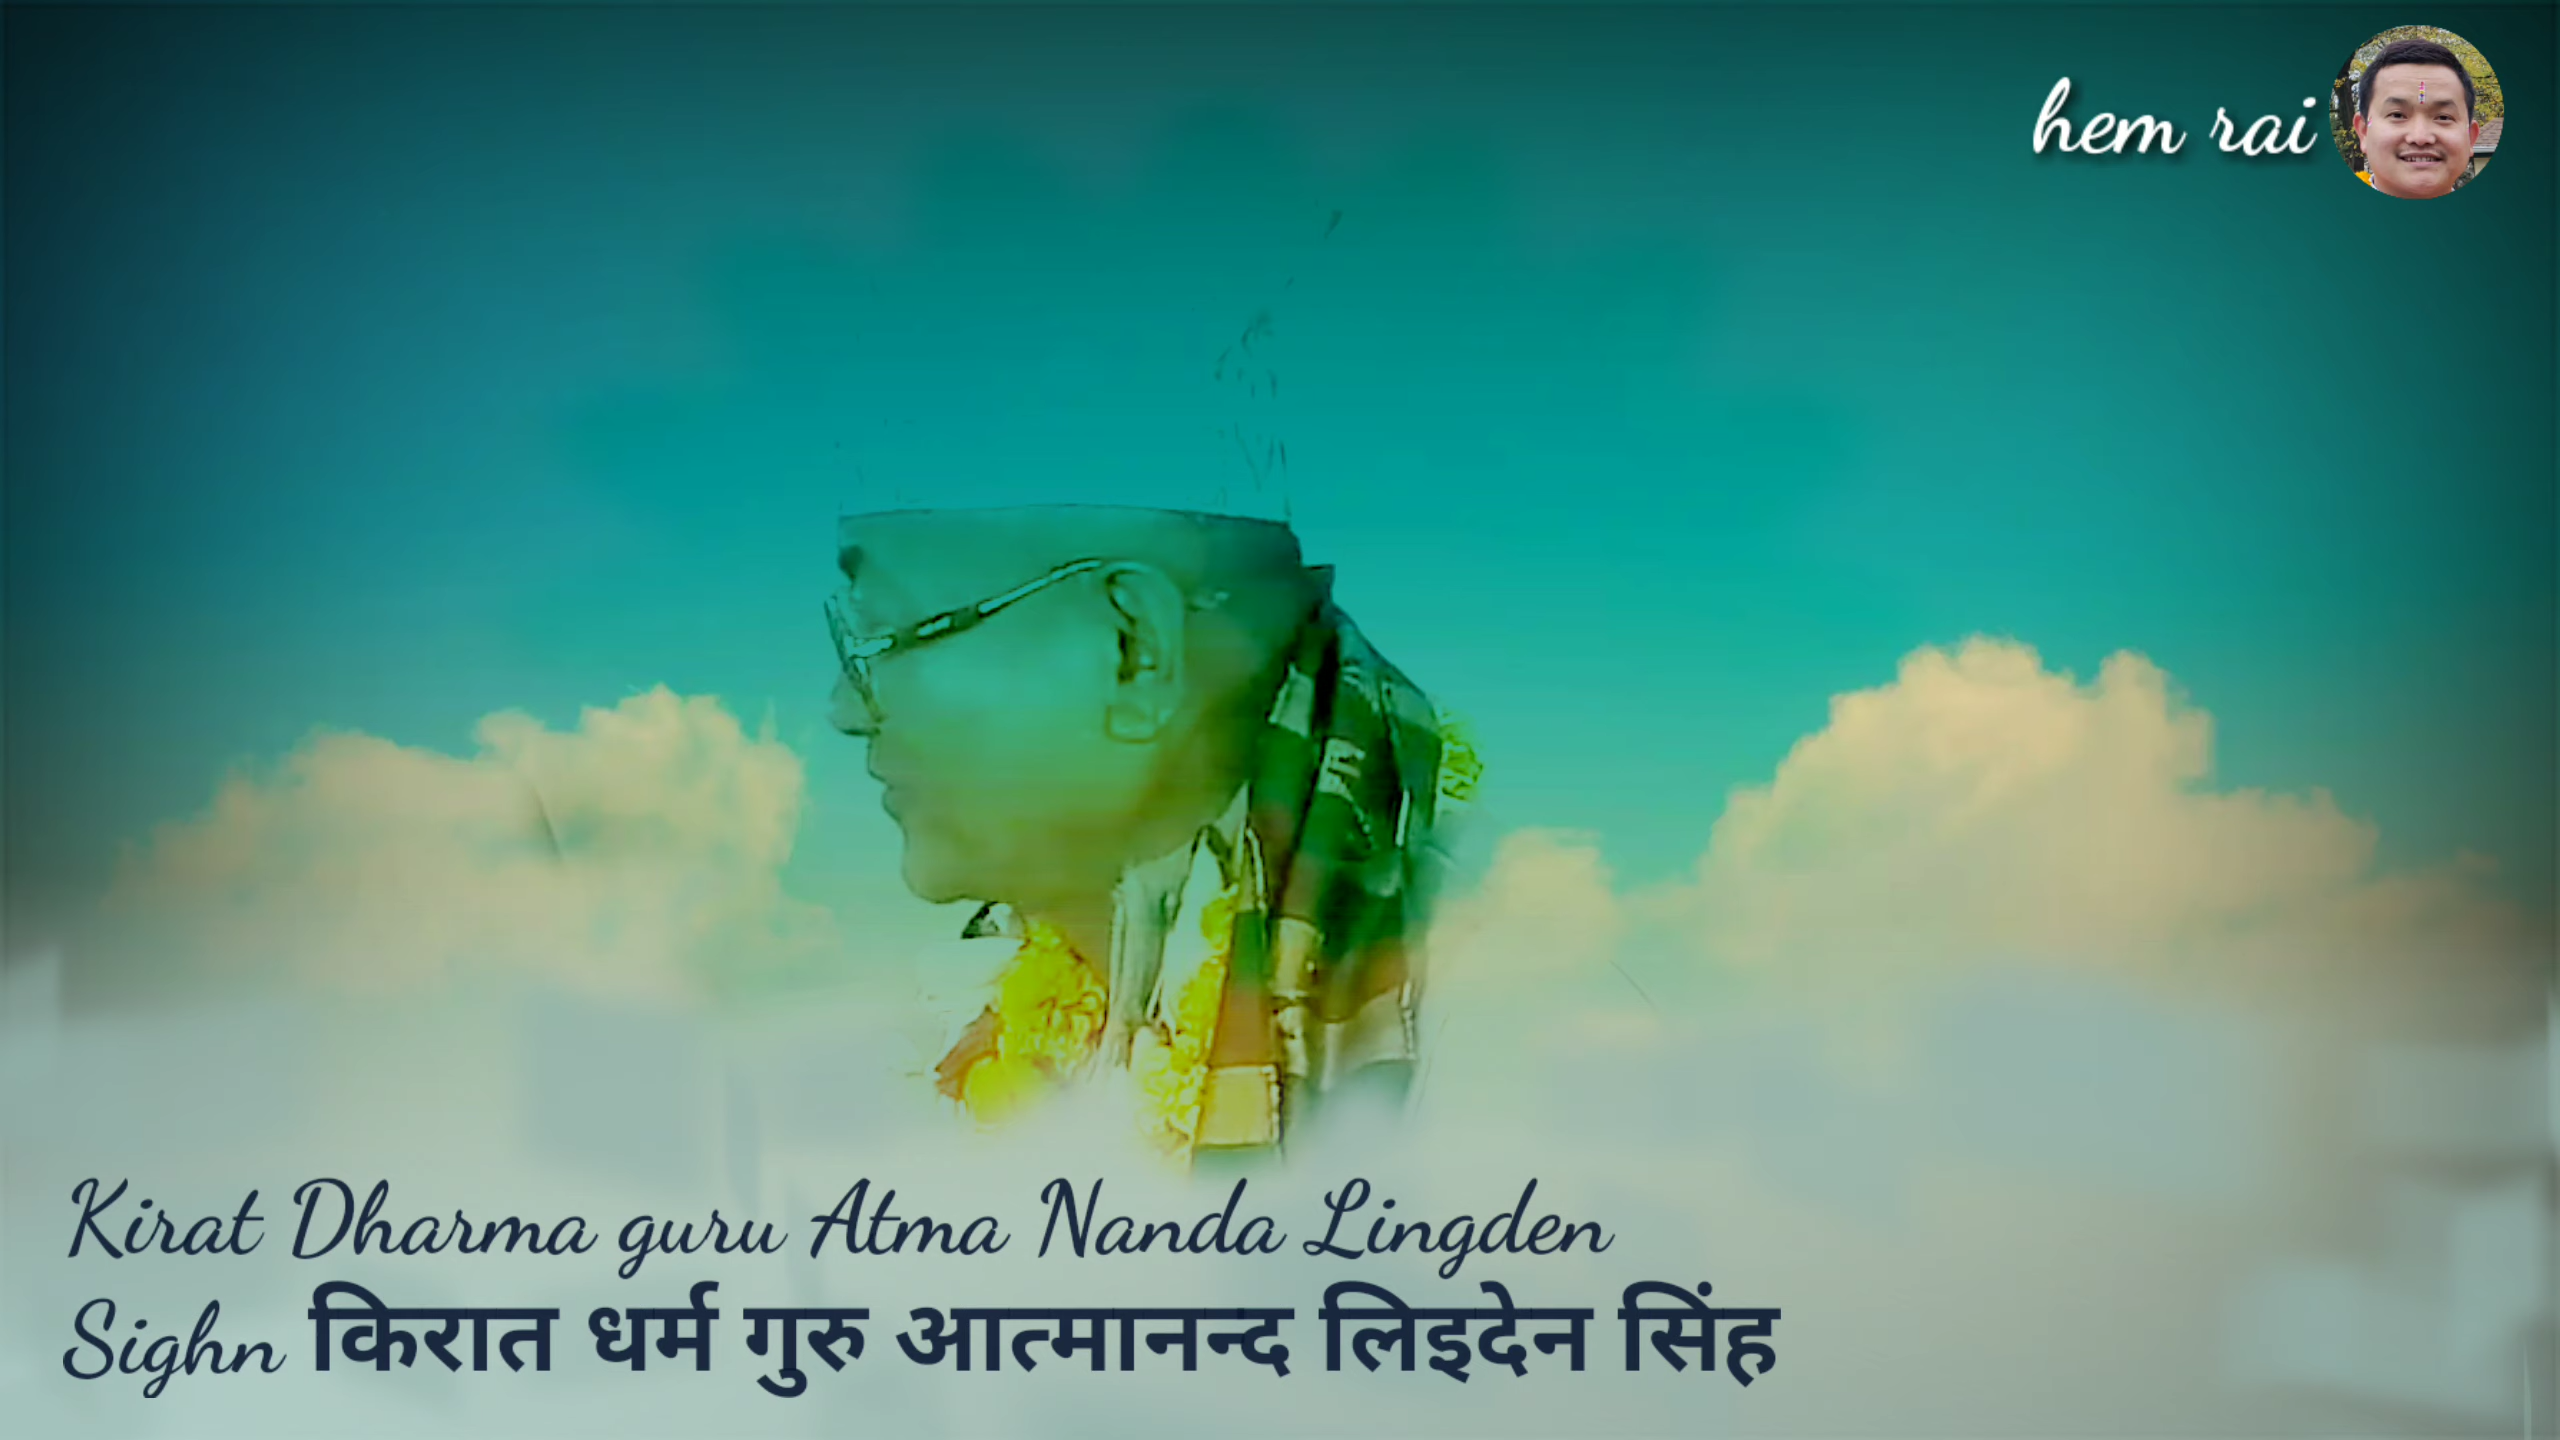 hem rai
Kirat Dharma guru Atma Nanda Lingden
Sighn किरात धर्म गुरु आत्मानन्द लिइदेन सिंह